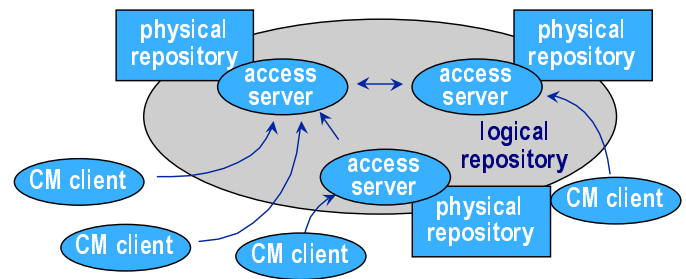 physical
repository
physical
repository
access
server
access
server
logical
repository
access
server
CM client
CM client
physical
repository
CM client
CM client